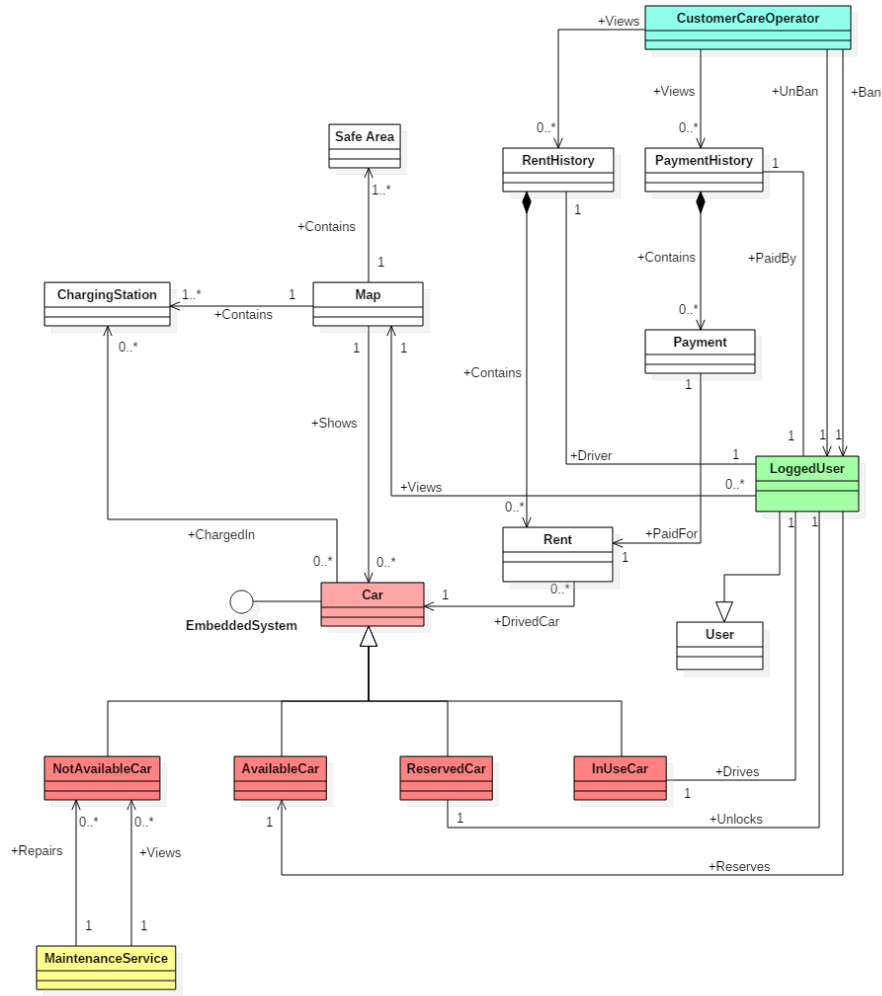 CustomerCareOperator
+Views
+Views
+UnBan
+Ban
0..*
0..*
Safe Area
RentHistory
PaymentHistory
1
1..*
1
+Contains
+Contains
+PaidBy
1
ChargingStation
1..*
1
Map
0..*
+Contains
Payment
0..*
1
1
1
+Contains
+Shows
1
1
1
+Driver
1
LoggedUser
+Views
0..*
0..*
1
1
+ChargedIn
Rent
+PaidFor
1
0..*
0..*
0..*
Car
1
EmbeddedSystem
+DrivedCar
User
NotAvailableCar
AvailableCar
ReservedCar
InUseCar
+Drives
1
0..*
0..*
1
1
+Unlocks
+Repairs
+Views
+Reserves
1
1
MaintenanceService